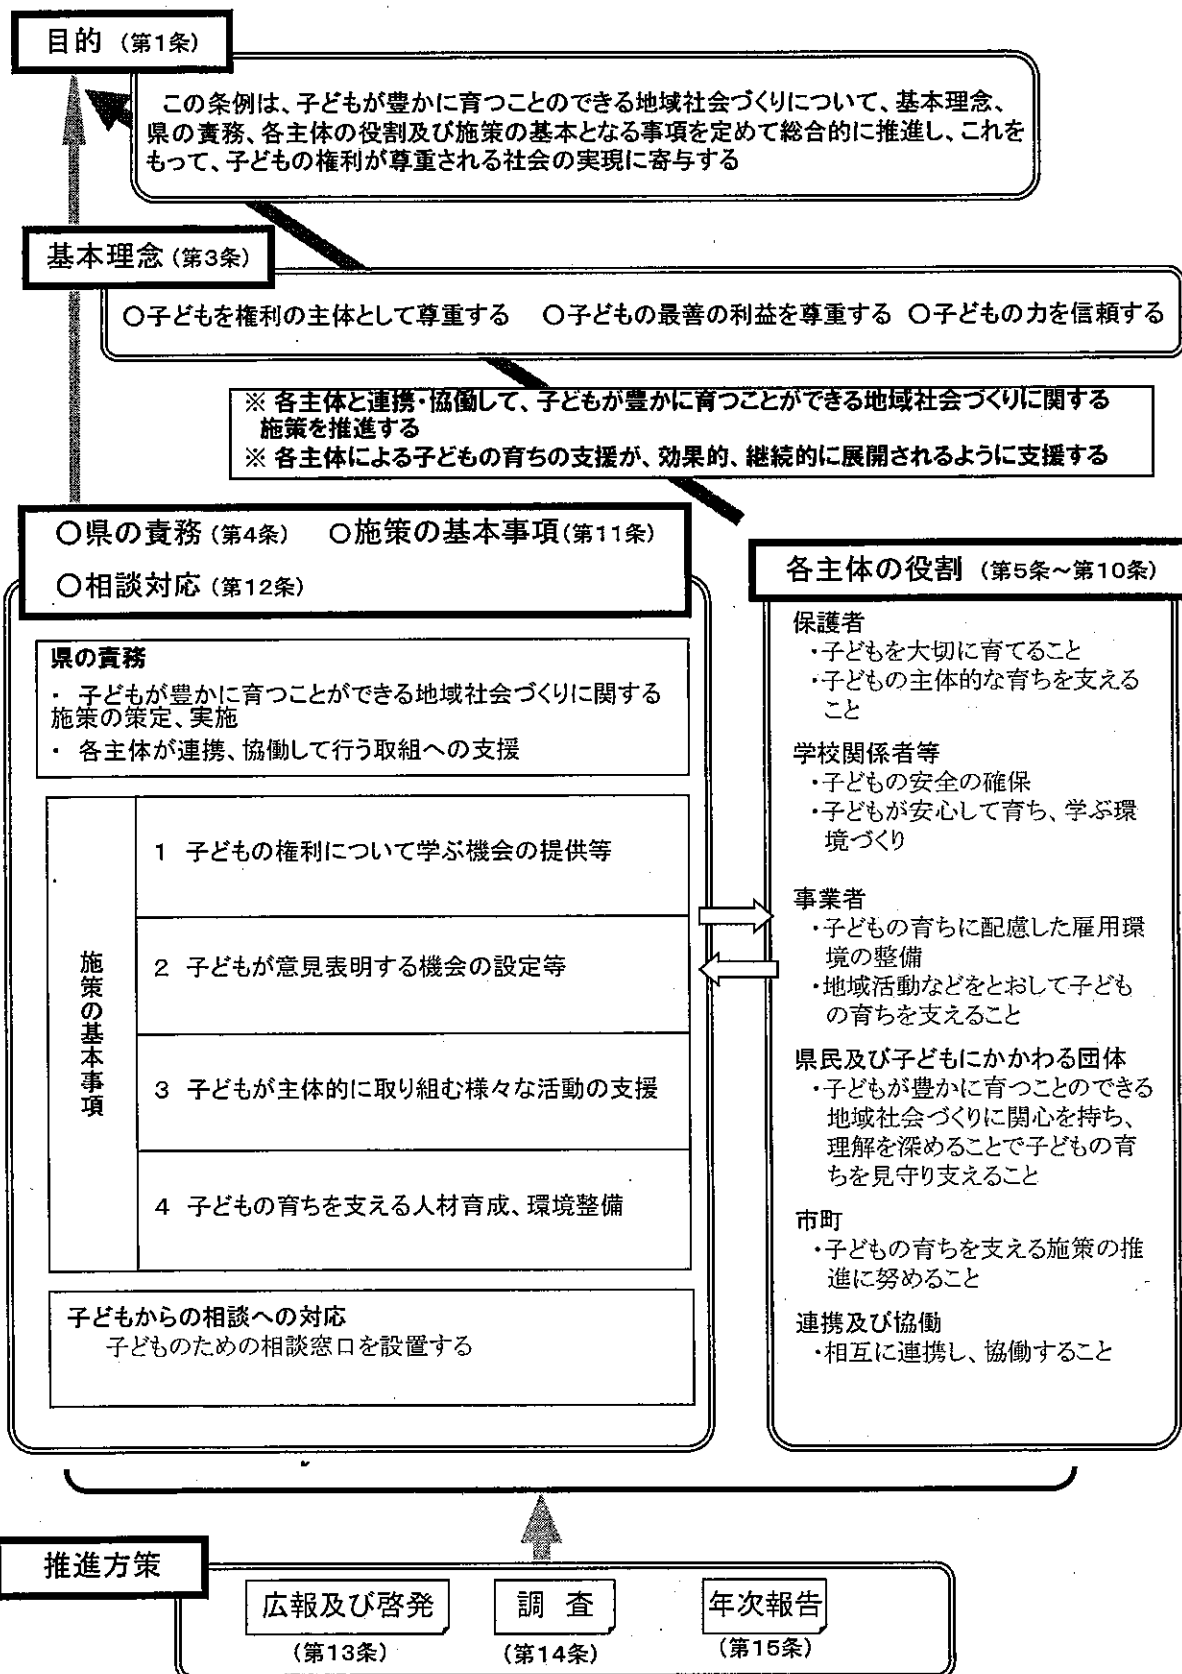 目的 (第1条)
この条例は、子どもが豊かに育つことのできる地域社会づくりについて、基本理念、
県の責務、各主体の役割及び施策の基本となる事項を定めて総合的に推進し、これを
もって、子どもの権利が尊重される社会の実現に寄与する
基本理念 (第3条)
○子どもを権利の主体として尊重する ○子どもの最善の利益を尊重する ○子どもの力を信頼する
※ 各主体と連携・協働して、子どもが豊かに育つことができる地域社会づくりに関する
施策を推進する
※ 各主体による子どもの育ちの支援が、効果的、継続的に展開されるように支援する
○県の責務 (第4条) ○施策の基本事項(第11条)
○相談対応 (第12条)
県の責務
・ 子どもが豊かに育つことができる地域社会づくりに関する
施策の策定、実施
・ 各主体が連携、協働して行う取組への支援
施策の基本事項
1 子どもの権利について学ぶ機会の提供等
2 子どもが意見表明する機会の設定等
3 子どもが主体的に取り組む様々な活動の支援
4 子どもの育ちを支える人材育成、環境整備
子どもからの相談への対応
子どものための相談窓口を設置する
各主体の役割 (第5条～第10条)
保護者
・子どもを大切に育てること
・子どもの主体的な育ちを支える
こと
学校関係者等
・子どもの安全の確保
・子どもが安心して育ち、学ぶ環
境づくり
事業者
・子どもの育ちに配慮した雇用環
境の整備
・地域活動などをとおして子ども
の育ちを支えること
県民及び子どもにかかわる団体
・子どもが豊かに育つことのできる
地域社会づくりに関心を持ち、
理解を深めることで子どもの育
ちを見守り支えること
市町
・子どもの育ちを支える施策の推
進に努めること
連携及び協働
・相互に連携し、協働すること
推進方策
広報及び啓発
(第13条)
調 査
(第14条)
年次報告
(第15条)